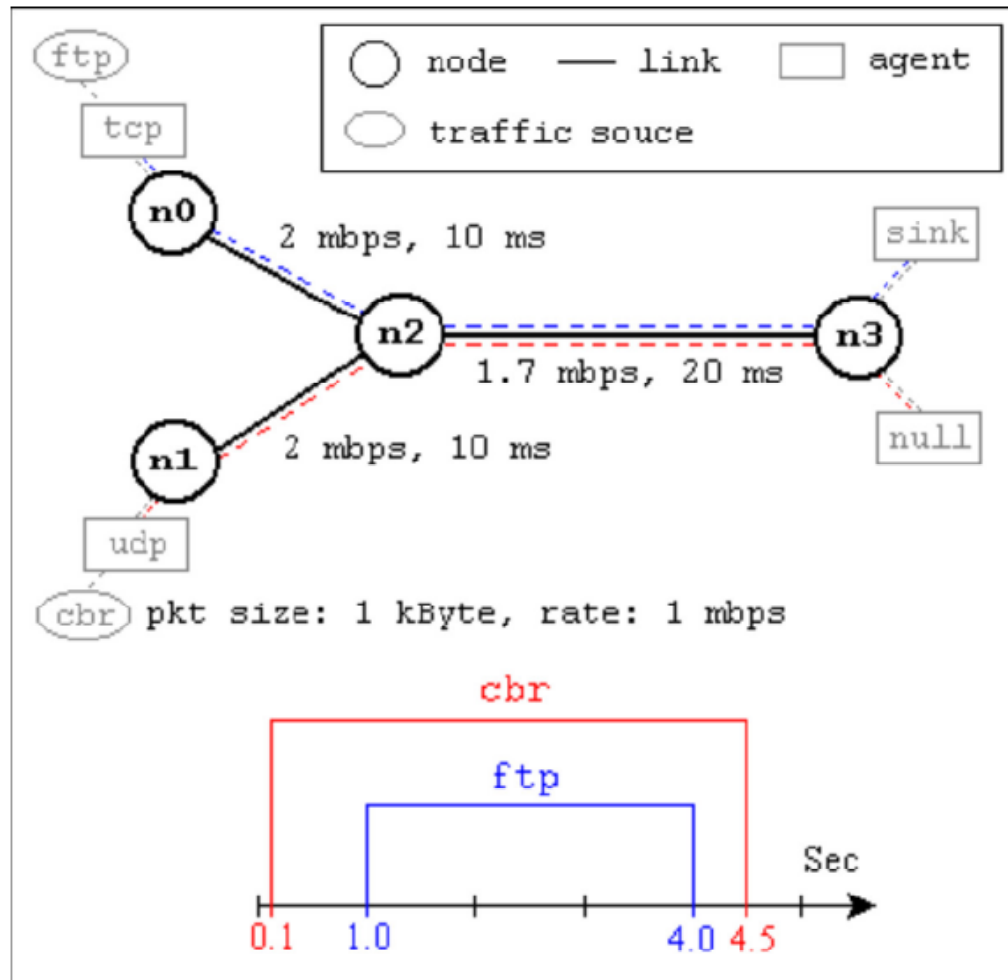 ftp
node
link
agent
traffic souce
tcp
n0
2 mbps, 10 ms
sink
n2
n3
1.7 mbps, 20 ms
n1
2 mbps, 10 ms
null
udp
cbr
pkt size: 1 kByte, rate: 1 mbps
cbr
ftp
Sec
0.1
1.0
4.0
4.5